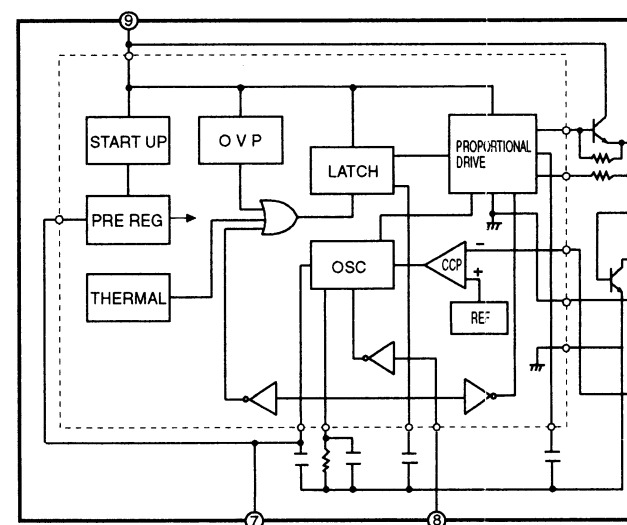 9
START UP
O V P
LATCH
PROPORTIONAL
DRIVE
PRE REG
THERMAL
OSC
CCP
−
+
REF
7
8